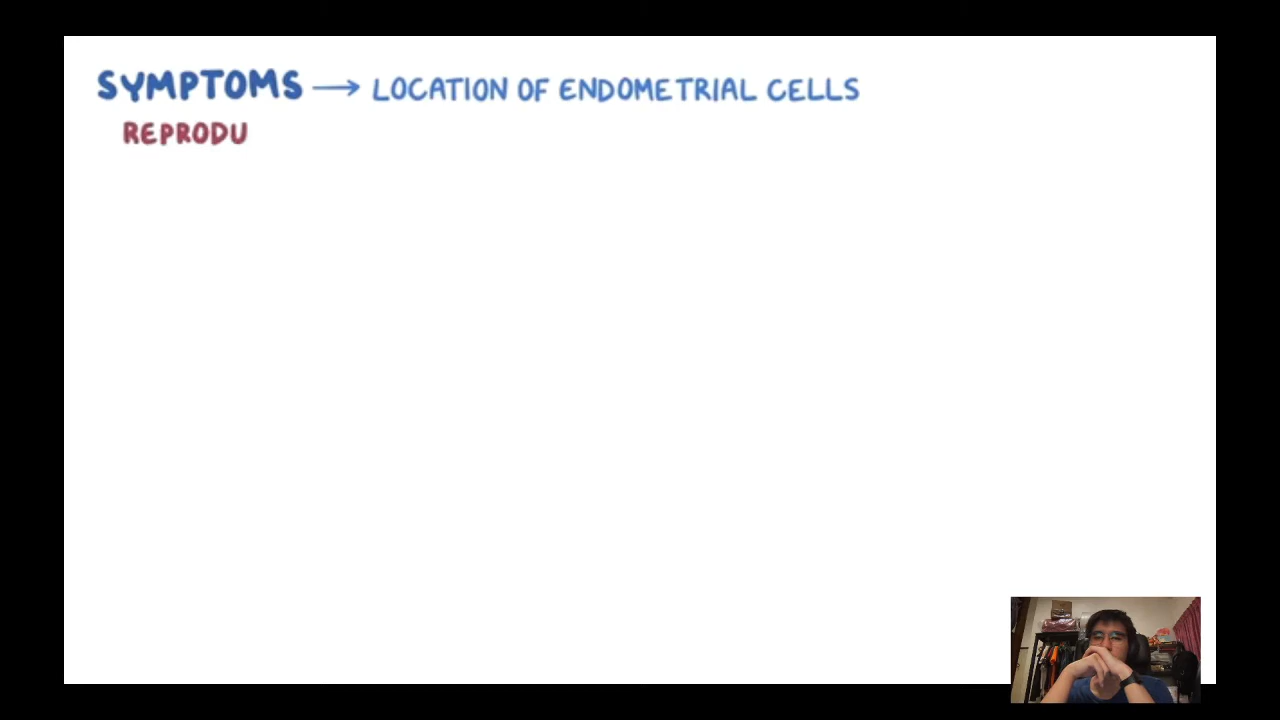 SYMPTOMS → LOCATION OF ENDOMETRIAL CELLS
REPRODU